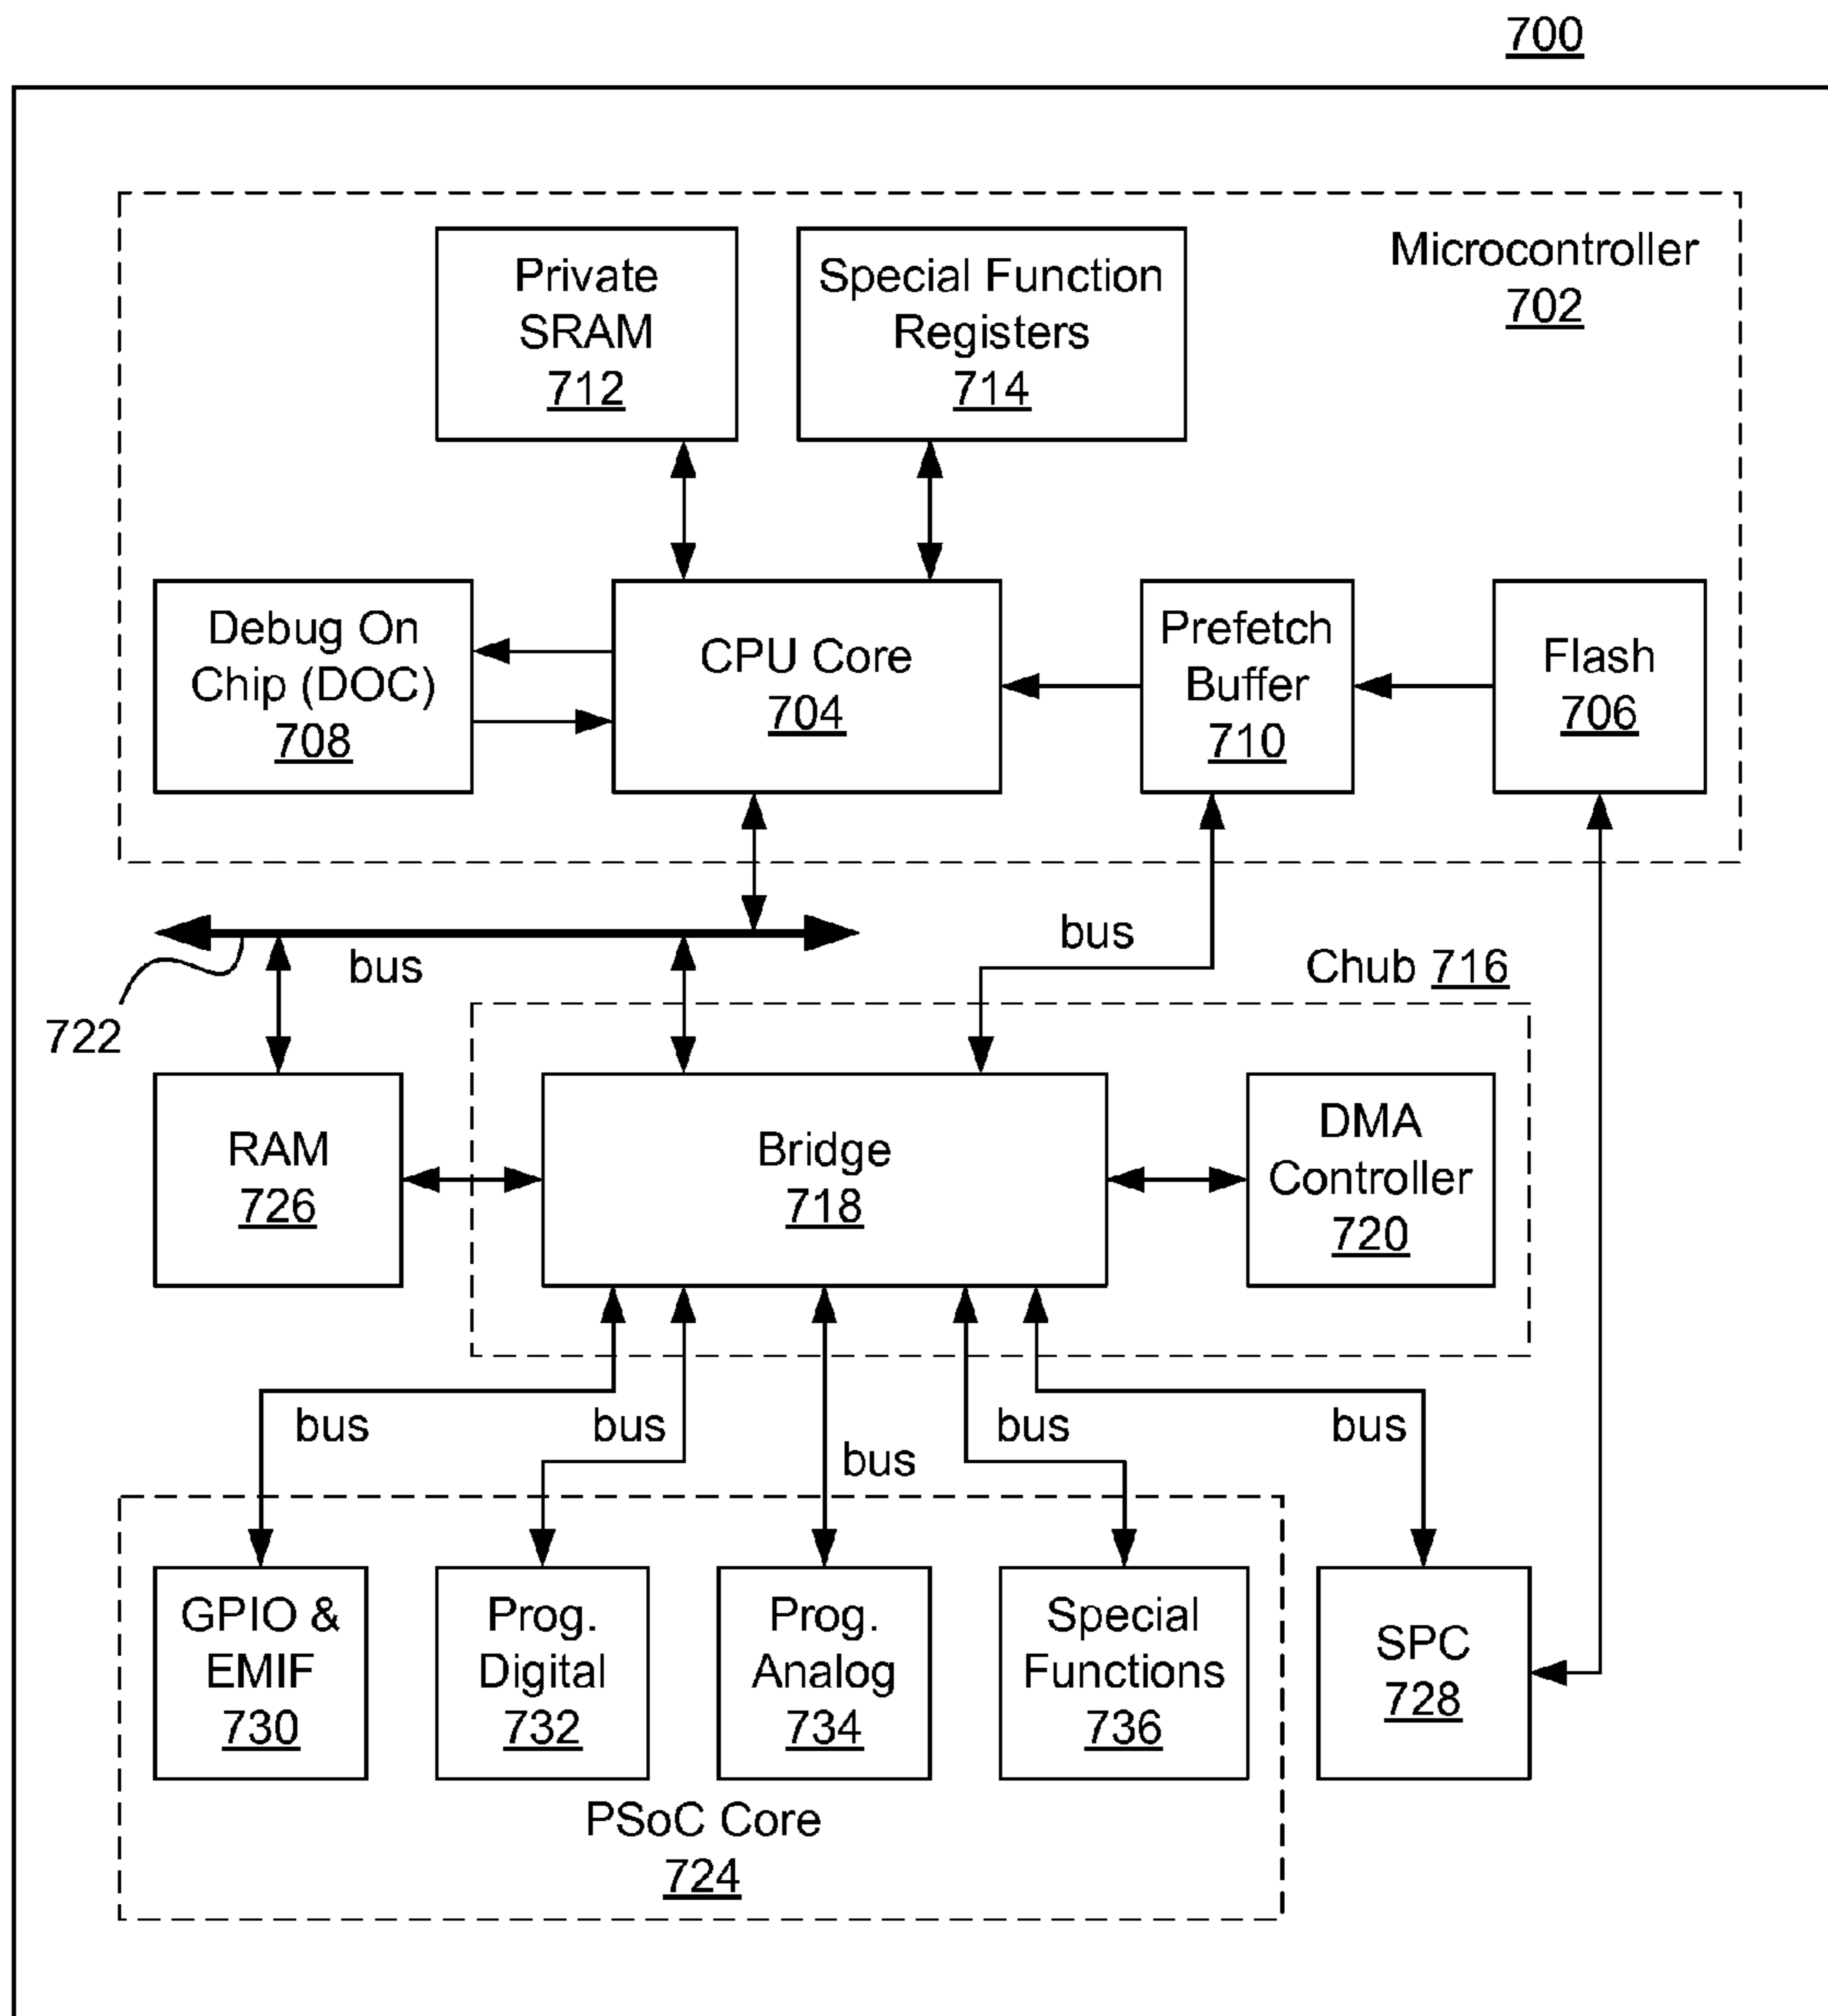 700
Microcontroller
702
Private
SRAM
712
Special Function
Registers
714
Debug On
Chip (DOC)
708
CPU Core
704
Prefetch
Buffer
710
Flash
706
bus
bus
722
Chub 716
RAM
726
Bridge
718
DMA
Controller
720
bus
bus
bus
bus
bus
GPIO &
EMIF
730
Prog.
Digital
732
Prog.
Analog
734
Special
Functions
736
SPC
728
PSoC Core
724